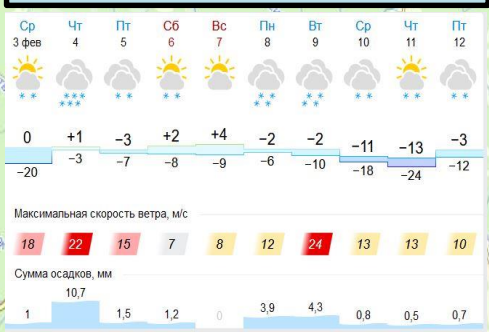 Ср Чт Пт Сб Вс Пн Вт Ср Чт Пт
3 фев 4 5 6 7 8 9 10 11 12
0 +1 −3 +2 +4 −2 −2 −11 −13 −3
−20 −3 −7 −8 −9 −6 −10 −18 −24 −12
Максимальная скорость ветра, м/с
18 22 15 7 8 12 24 13 13 10
Сумма осадков, мм
1 10,7 1,5 1,2 0 3,9 4,3 0,8 0,5 0,7